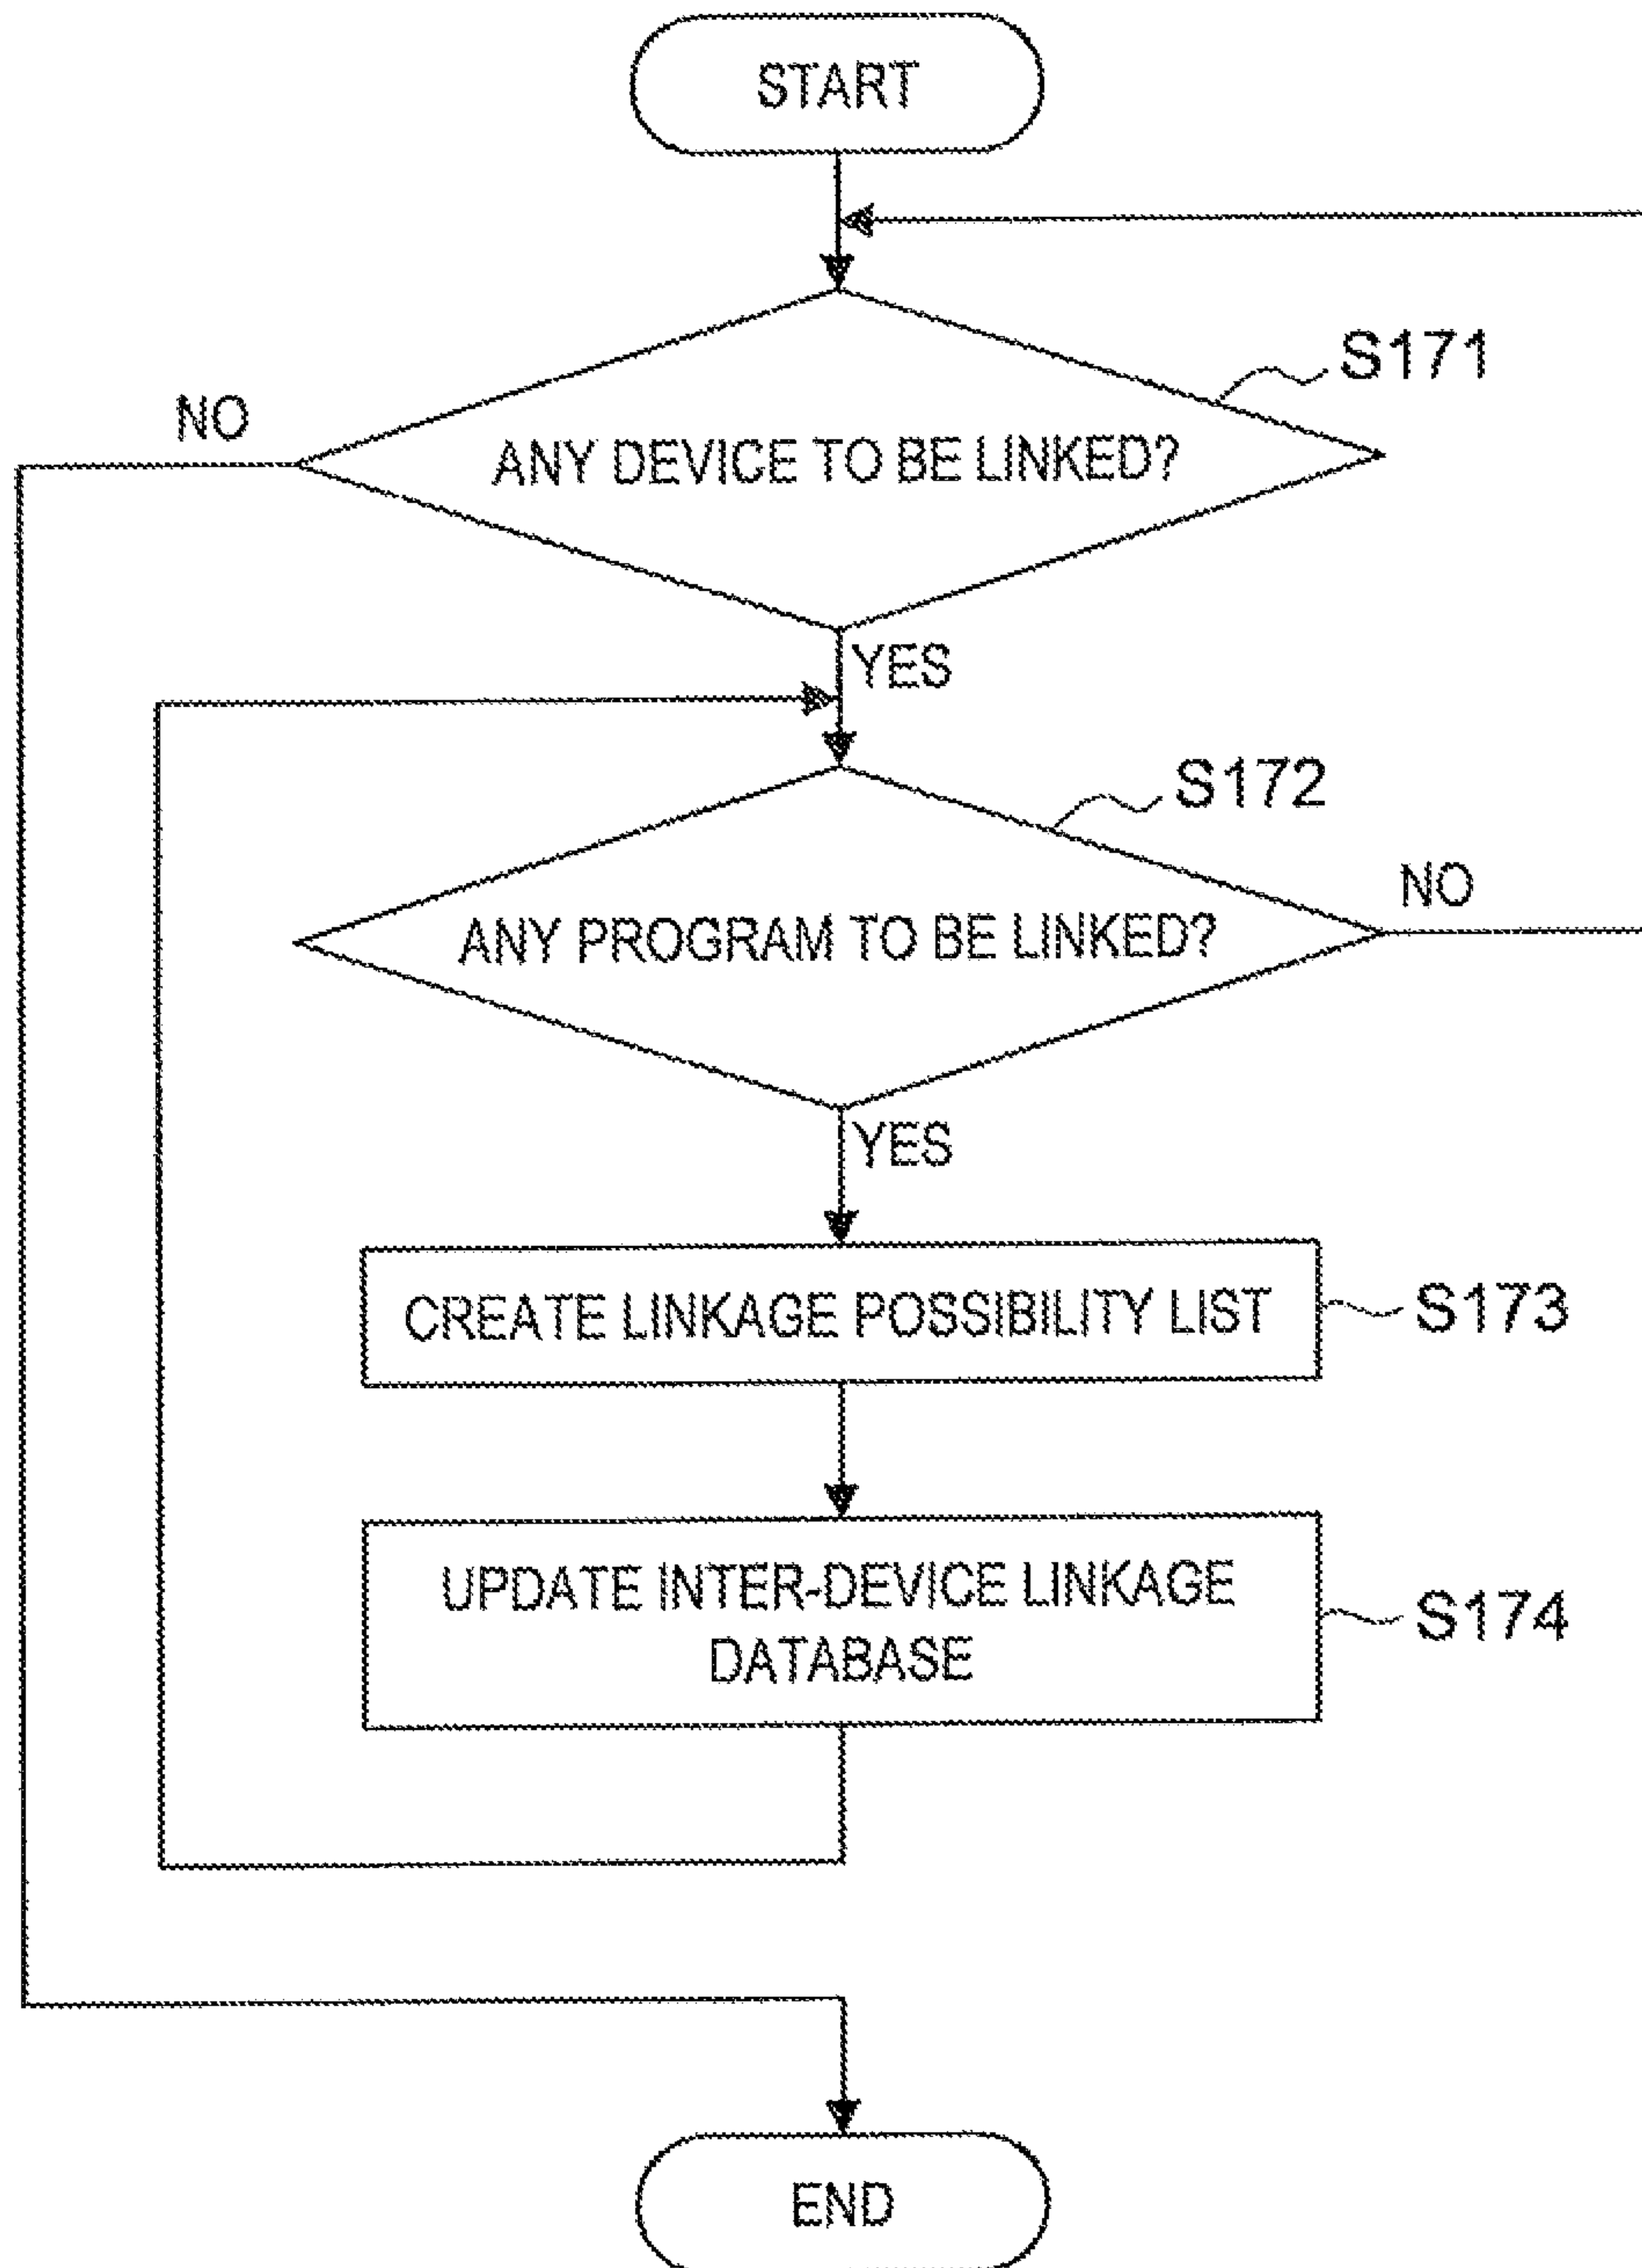 START
S171
NO
ANY DEVICE TO BE LINKED?
YES
S172
NO
ANY PROGRAM TO BE LINKED?
YES
CREATE LINKAGE POSSIBILITY LIST
S173
UPDATE INTER-DEVICE LINKAGE
DATABASE
S174
END